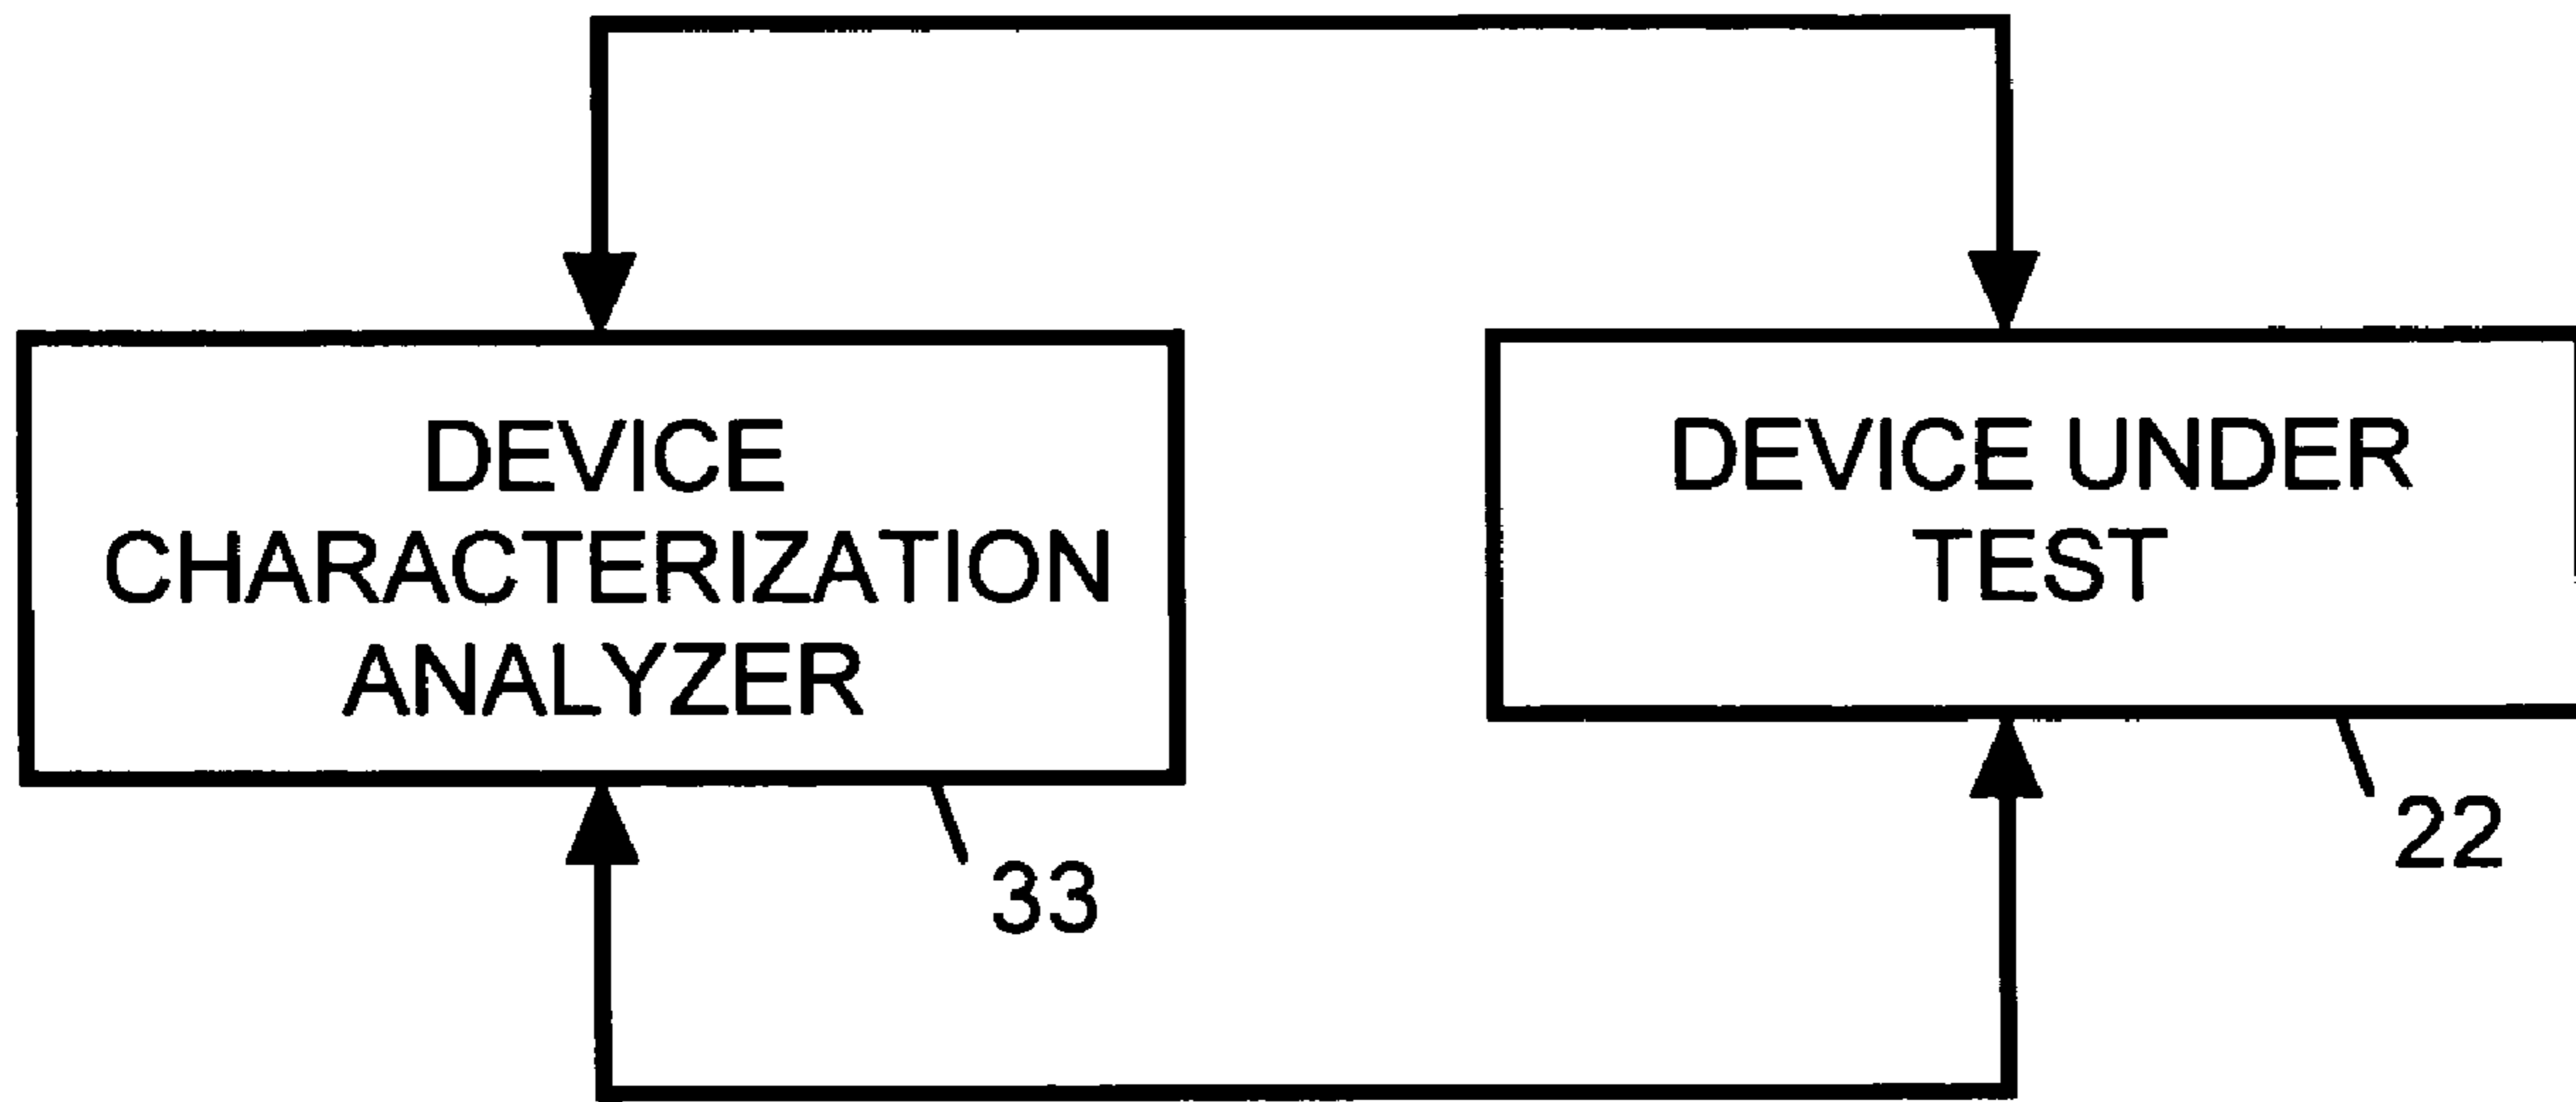 DEVICE
CHARACTERIZATION
ANALYZER
33
DEVICE UNDER
TEST
22